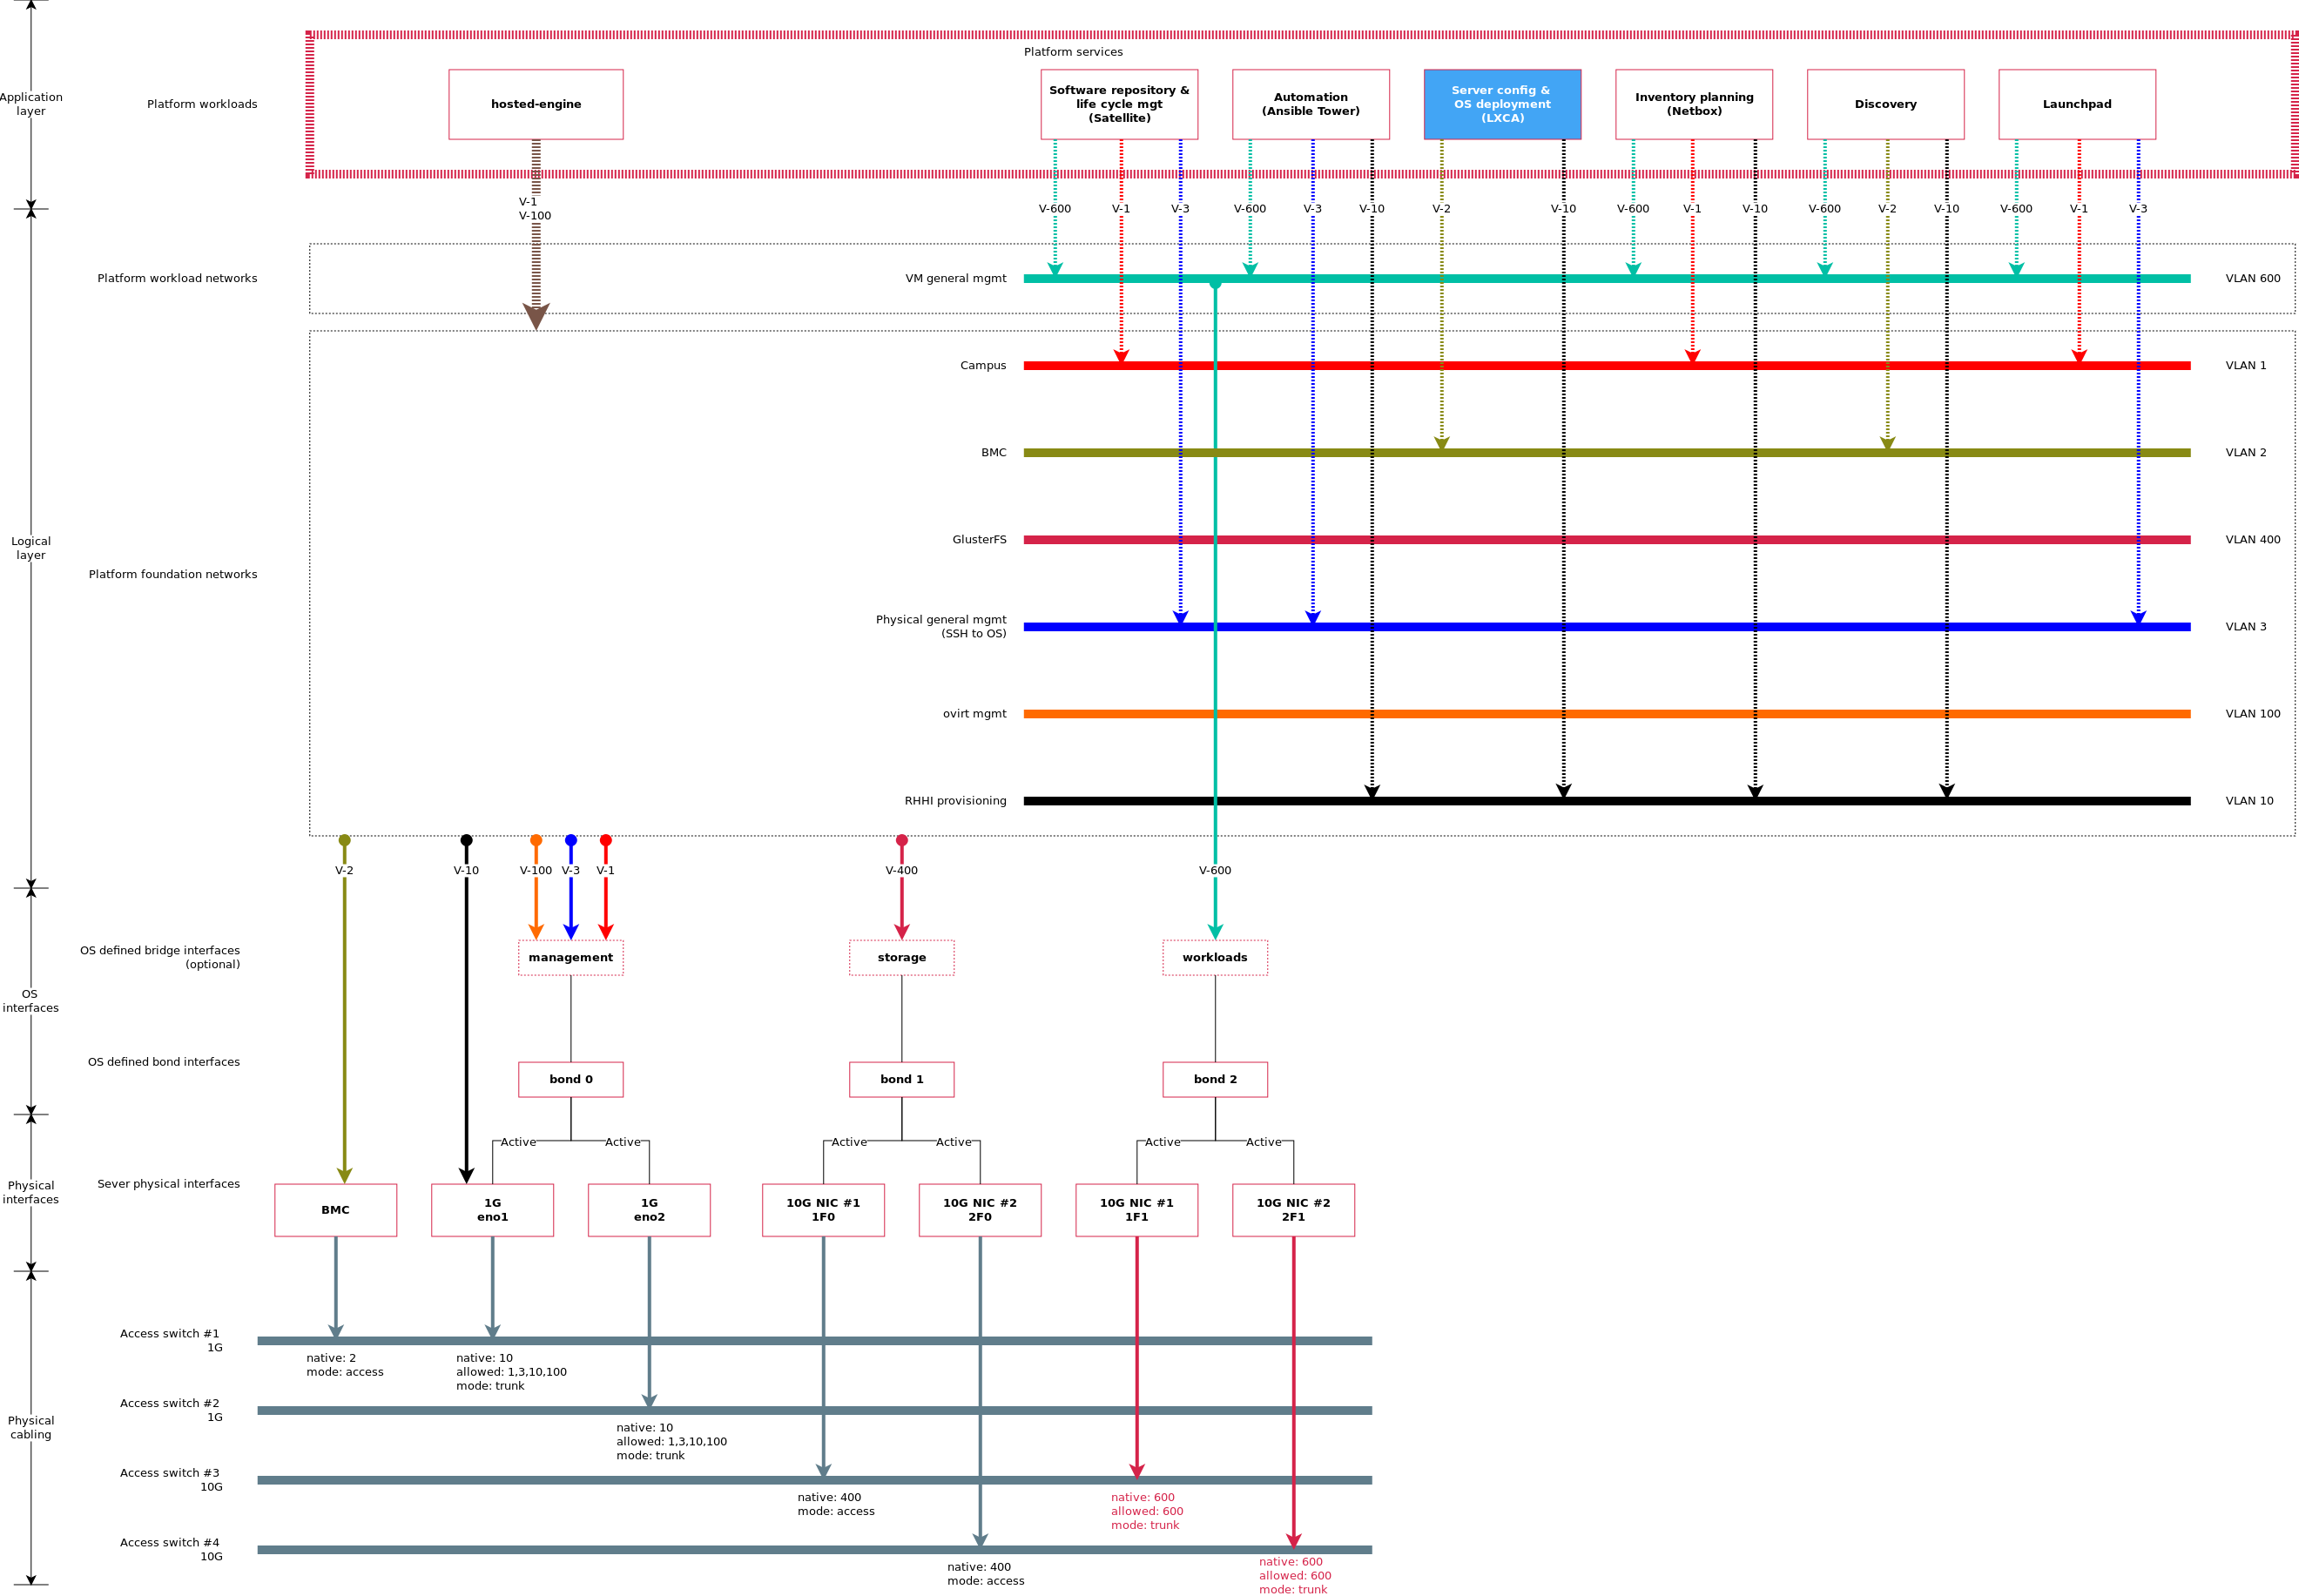 Platform services
Application
layer
Platform workloads
hosted-engine
Software repository &
life cycle mgt
(Satellite)
Automation
(Ansible Tower)
Server config &
OS deployment
(LXCA)
Inventory planning
(Netbox)
Discovery
Launchpad
V-1
V-100
V-600
V-1
V-3
V-600
V-3
V-10
V-2
V-10
V-600
V-1
V-10
V-600
V-2
V-10
V-600
V-1
V-3
Platform workload networks
VM general mgmt
VLAN 600
Campus
VLAN 1
BMC
VLAN 2
Logical
layer
GlusterFS
VLAN 400
Platform foundation networks
Physical general mgmt
(SSH to OS)
VLAN 3
ovirt mgmt
VLAN 100
RHHI provisioning
VLAN 10
V-2
V-10
V-100
V-3
V-1
V-400
V-600
OS defined bridge interfaces
(optional)
management
storage
workloads
OS
interfaces
OS defined bond interfaces
bond 0
bond 1
bond 2
Active
Active
Active
Active
Active
Active
Physical
interfaces
Sever physical interfaces
BMC
1G
eno1
1G
eno2
10G NIC #1
1F0
10G NIC #2
2F0
10G NIC #1
1F1
10G NIC #2
2F1
Access switch #1
1G
native: 2
mode: access
native: 10
allowed: 1,3,10,100
mode: trunk
Access switch #2
1G
Physical
cabling
native: 10
allowed: 1,3,10,100
mode: trunk
Access switch #3
10G
native: 400
mode: access
native: 600
allowed: 600
mode: trunk
Access switch #4
10G
native: 400
mode: access
native: 600
allowed: 600
mode: trunk